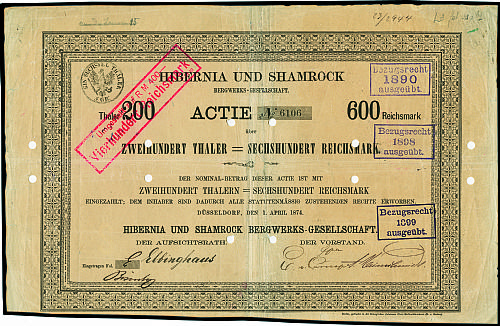 HIBERNIA UND SHAMROCK
BERGWERKS-GESELLSCHAFT.
Thaler 200 ACTIE № 6106 600 Reichsmark
über
ZWEIHUNDERT THALER = SECHSHUNDERT REICHSMARK.
DER NOMINAL-BETRAG DIESER ACTIE IST MIT
ZWEIHUNDERT THALERN = SECHSHUNDERT REICHSMARK
EINGEZAHLT; DEM INHABER SIND DADURCH ALLE STATUTENMÄSSIG ZUSTEHENDEN RECHTE ERWORBEN.
DÜSSELDORF, DEN 1. APRIL 1874.
HIBERNIA UND SHAMROCK BERGWERKS-GESELLSCHAFT.
DER AUFSICHTSRATH. DER VORSTAND.
Eingetragen Fol.
E. Elbinghaus
R.M. 400.-
Vierhundert Reichsmark
Bezugsrecht
1890
ausgeübt.
Bezugsrecht
1898
ausgeübt.
Bezugsrecht
1899
ausgeübt.